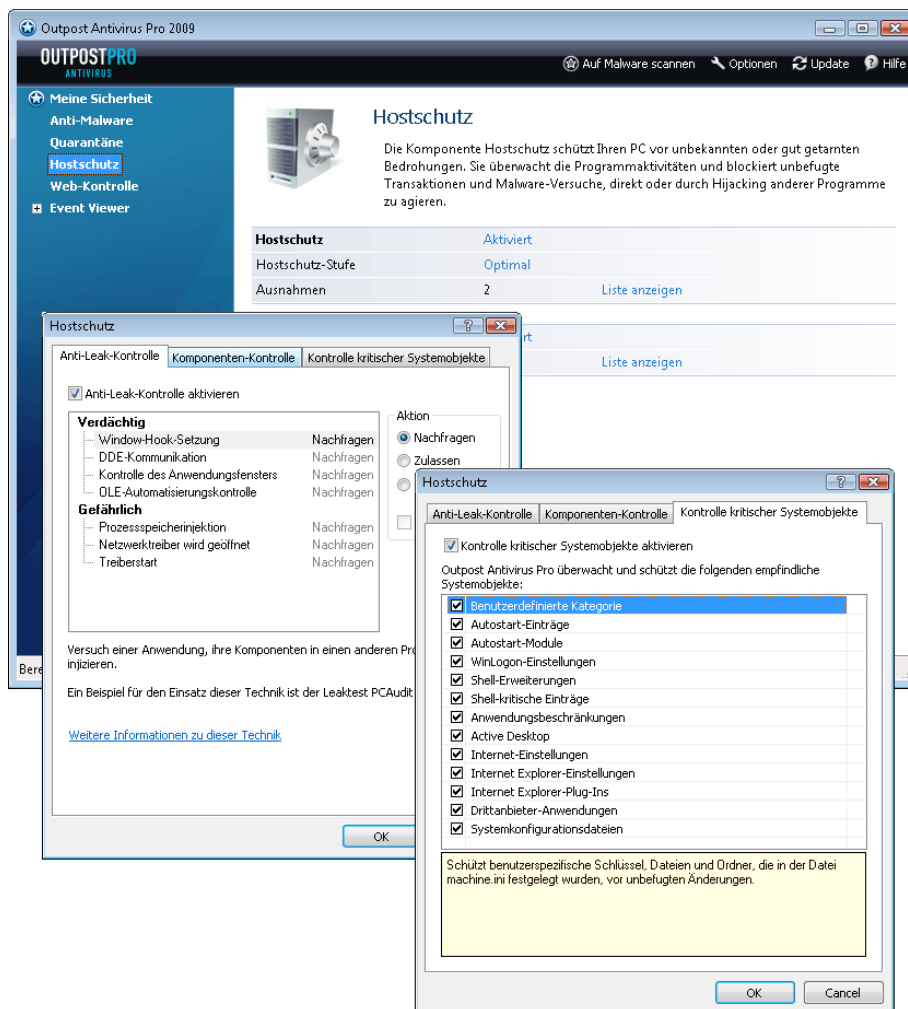 Outpost Antivirus Pro 2009
OUTPOSTPRO
ANTIVIRUS
Auf Malware scannen
Optionen
Update
Hilfe
Meine Sicherheit
Anti-Malware
Quarantäne
Hostschutz
Web-Kontrolle
Event Viewer
Hostschutz
Die Komponente Hostschutz schützt Ihren PC vor unbekannten oder gut getarnten
Bedrohungen. Sie überwacht die Programmaktivitäten und blockiert unbefugte
Transaktionen und Malware-Versuche, direkt oder durch Hijacking anderer Programme
zu agieren.
Hostschutz Aktiviert
Hostschutz-Stufe Optimal
Ausnahmen 2 Liste anzeigen
rt
Liste anzeigen
Bere
Hostschutz
Anti-Leak-Kontrolle Komponenten-Kontrolle Kontrolle kritischer Systemobjekte
Anti-Leak-Kontrolle aktivieren
Verdächtig
Window-Hook-Setzung Nachfragen
DDE-Kommunikation Nachfragen
Kontrolle des Anwendungsfensters Nachfragen
OLE-Automatisierungskontrolle Nachfragen
Gefährlich
Prozessspeicherinjektion Nachfragen
Netzwerktreiber wird geöffnet Nachfragen
Treiberstart Nachfragen
Aktion
Nachfragen
Zulassen
Versuch einer Anwendung, ihre Komponenten in einen anderen Pro
injizieren.
Ein Beispiel für den Einsatz dieser Technik ist der Leaktest PCAudit
Weitere Informationen zu dieser Technik
OK
Hostschutz
Anti-Leak-Kontrolle Komponenten-Kontrolle Kontrolle kritischer Systemobjekte
Kontrolle kritischer Systemobjekte aktivieren
Outpost Antivirus Pro überwacht und schützt die folgenden empfindliche
Systemobjekte:
Benutzerdefinierte Kategorie
Autostart-Einträge
Autostart-Module
WinLogon-Einstellungen
Shell-Erweiterungen
Shell-kritische Einträge
Anwendungsbeschränkungen
Active Desktop
Internet-Einstellungen
Internet Explorer-Einstellungen
Internet Explorer-Plug-Ins
Drittanbieter-Anwendungen
Systemkonfigurationsdateien
Schützt benutzerspezifische Schlüssel, Dateien und Ordner, die in der Datei
machine.ini festgelegt wurden, vor unbefugten Änderungen.
OK Cancel